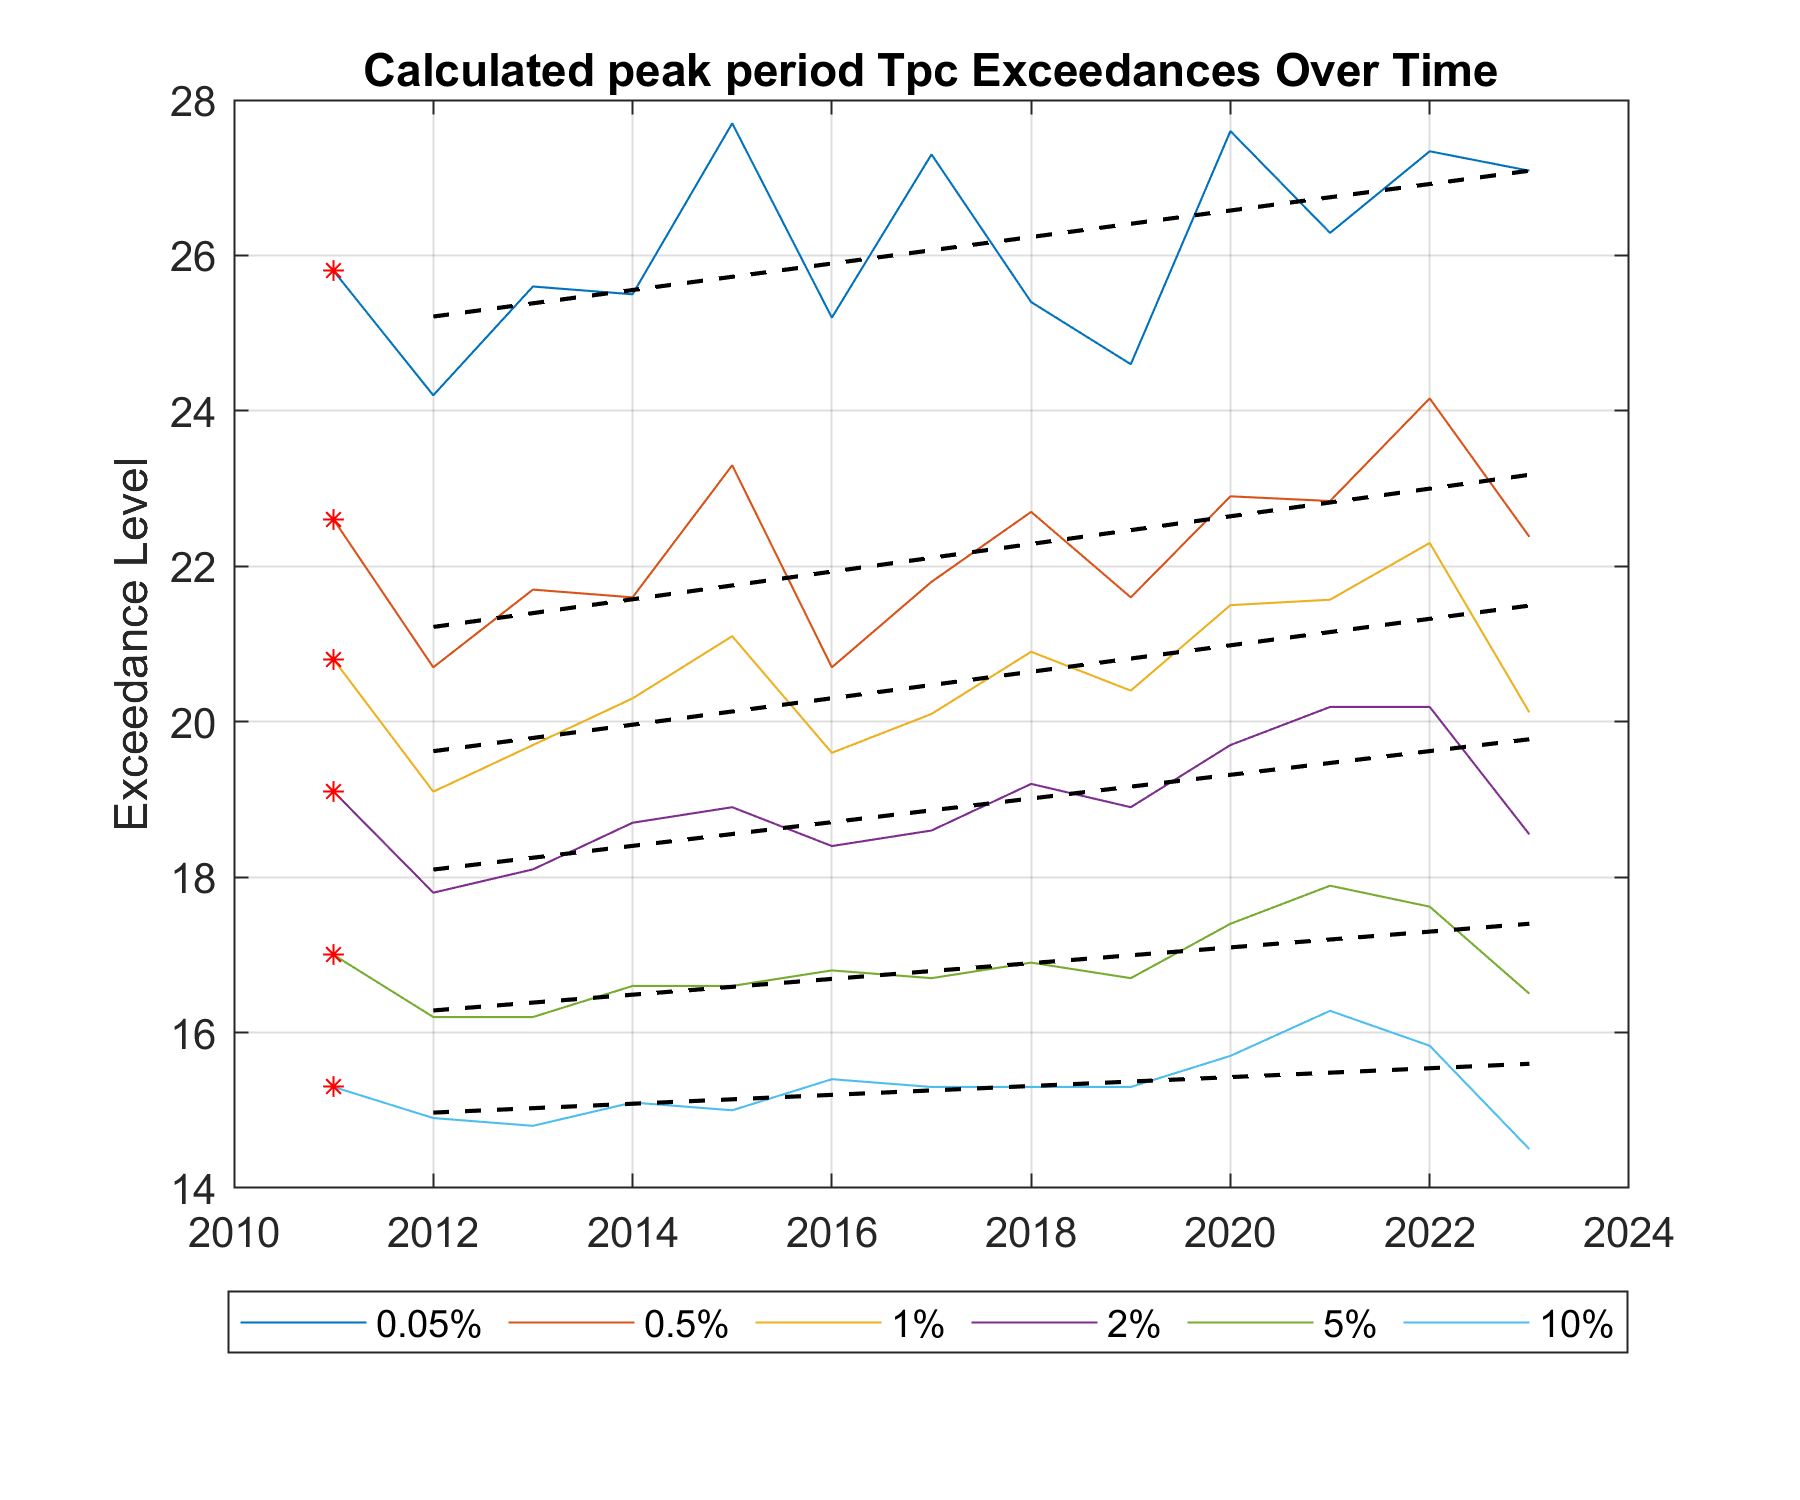 Calculated peak period Tpc Exceedances Over Time
Exceedance Level
28
26
24
22
20
18
16
14
2010 2012 2014 2016 2018 2020 2022 2024
0.05% 0.5% 1% 2% 5% 10%